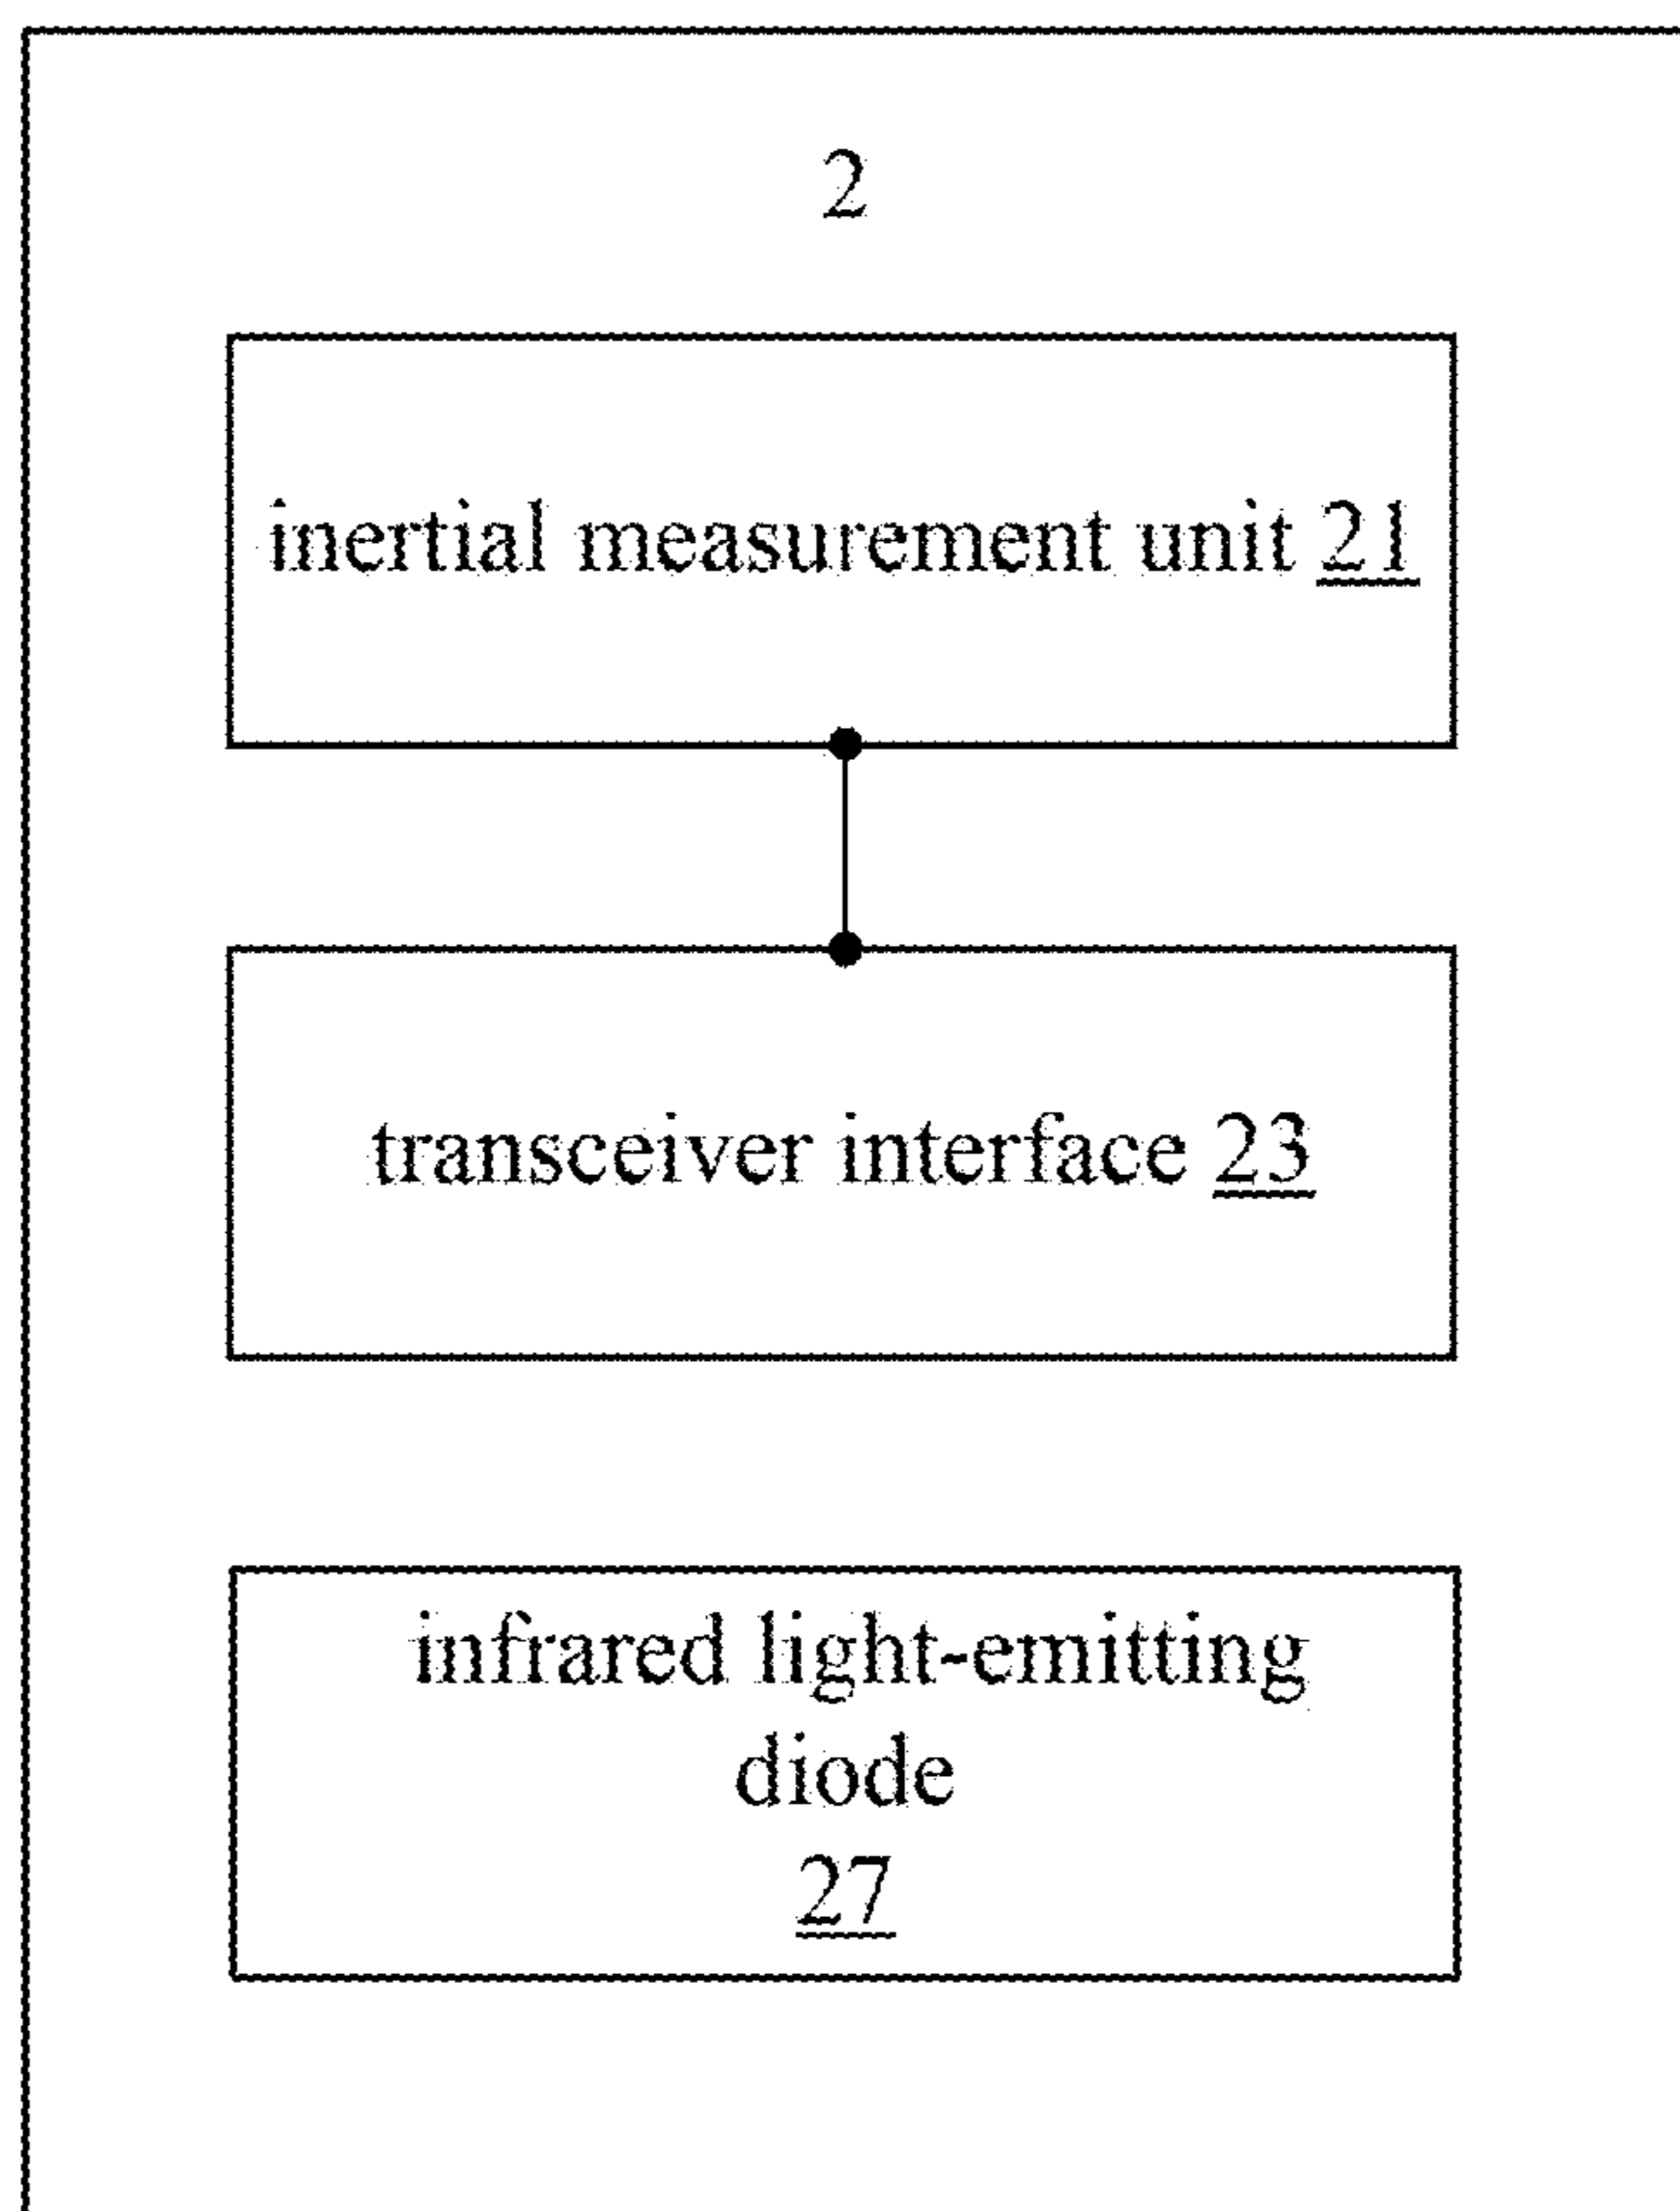 2
inertial measurement unit 21
transceiver interface 23
infrared light-emitting
diode
27